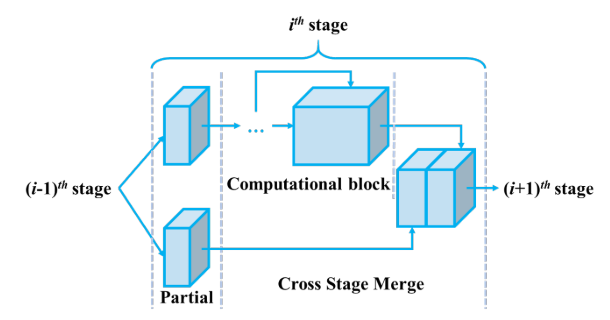 i^th stage
...
Computational block
(i-1)^th stage
(i+1)^th stage
Cross Stage Merge
Partial